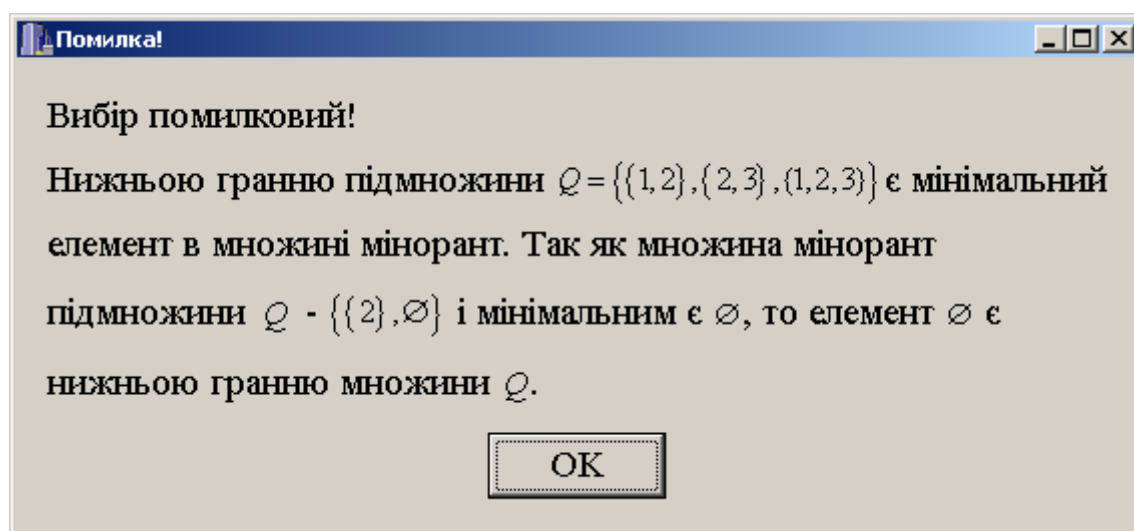 Помилка!
Вибір помилковий!
Нижньою гранню підмножини Q = {{1,2},{2,3},{1,2,3}} є мінімальний
елемент в множині мінорант. Так як множина мінорант
підмножини Q - {{2},∅} і мінімальним є ∅, то елемент ∅ є
нижньою гранню множини Q.
OK